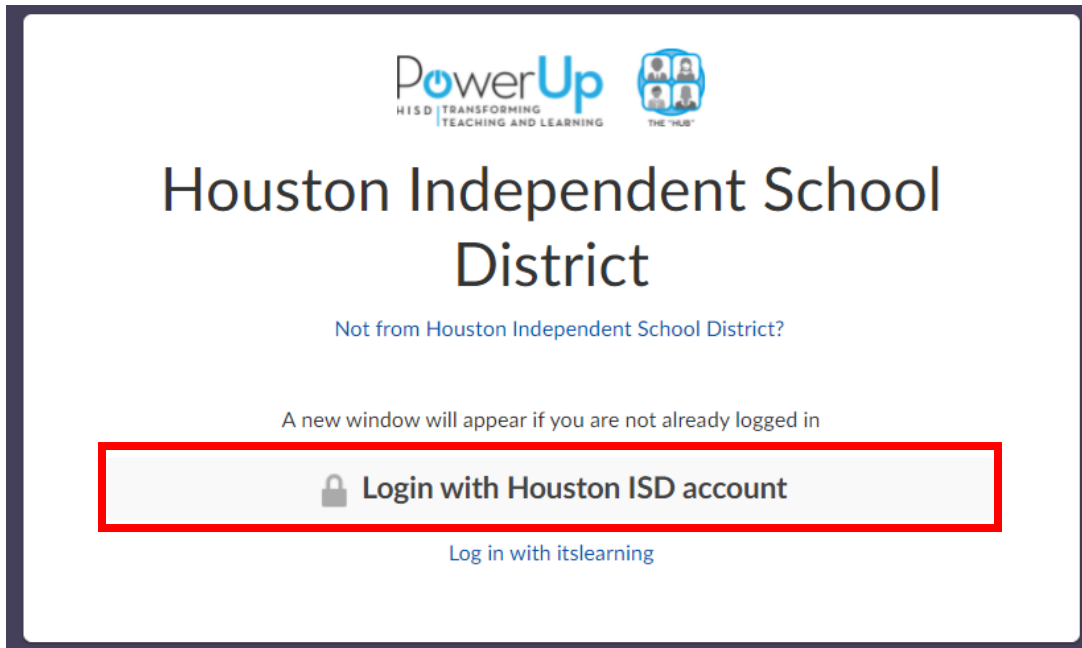 PowerUp
HISD TRANSFORMING
TEACHING AND LEARNING
THE "HUB"
Houston Independent School
District
Not from Houston Independent School District?
A new window will appear if you are not already logged in
Login with Houston ISD account
Log in with itslearning